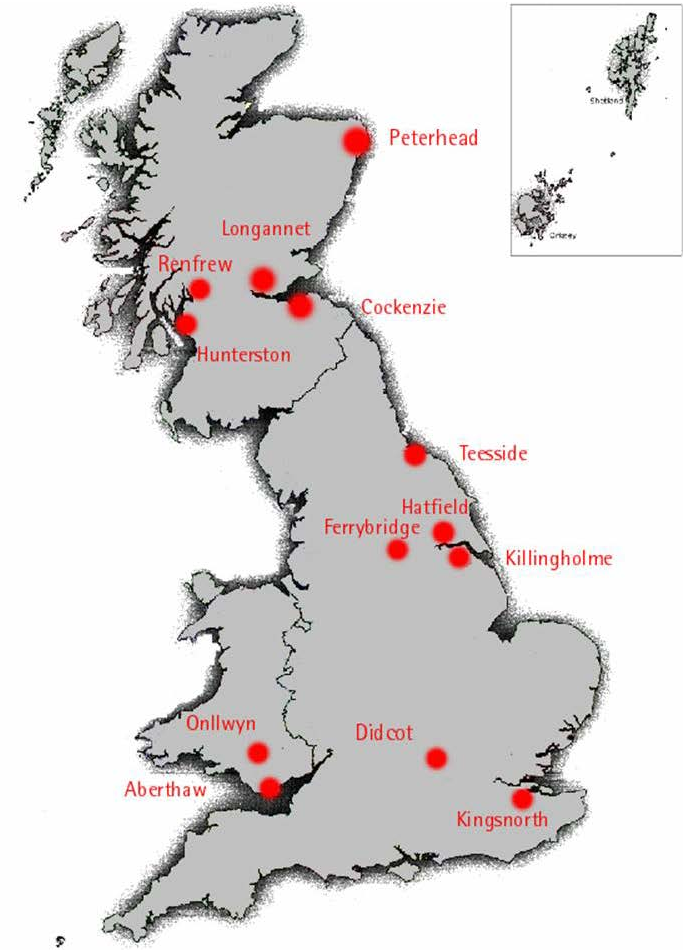 Shetland
Orkney
Peterhead
Longannet
Renfrew
Cockenzie
Hunterston
Teesside
Hatfield
Ferrybridge
Killingholme
Onllwyn
Didcot
Aberthaw
Kingsnorth